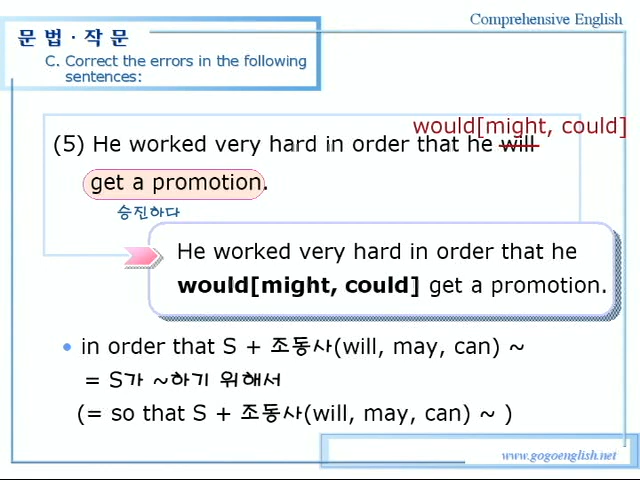 Comprehensive English
문 법 · 작 문
C. Correct the errors in the following
sentences:
would[might, could]
(5) He worked very hard in order that he will
get a promotion.
승진하다
He worked very hard in order that he
would[might, could] get a promotion.
• in order that S + 조동사(will, may, can) ~
= S가 ~하기 위해서
(= so that S + 조동사(will, may, can) ~ )
www.gogoenglish.net